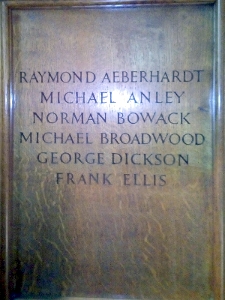 RAYMOND AEBERHARDT
MICHAEL ANLEY
NORMAN BOWACK
MICHAEL BROADWOOD
GEORGE DICKSON
FRANK ELLIS